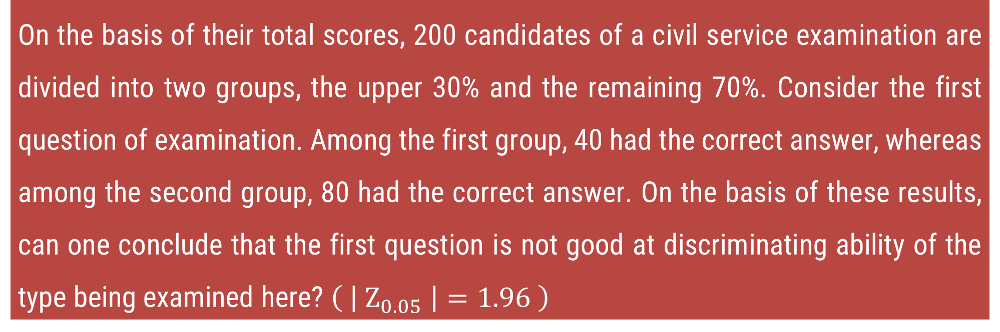 On the basis of their total scores, 200 candidates of a civil service examination are
divided into two groups, the upper 30% and the remaining 70%. Consider the first
question of examination. Among the first group, 40 had the correct answer, whereas
among the second group, 80 had the correct answer. On the basis of these results,
can one conclude that the first question is not good at discriminating ability of the
type being examined here? ( | Z₀.₀₅ | = 1.96 )